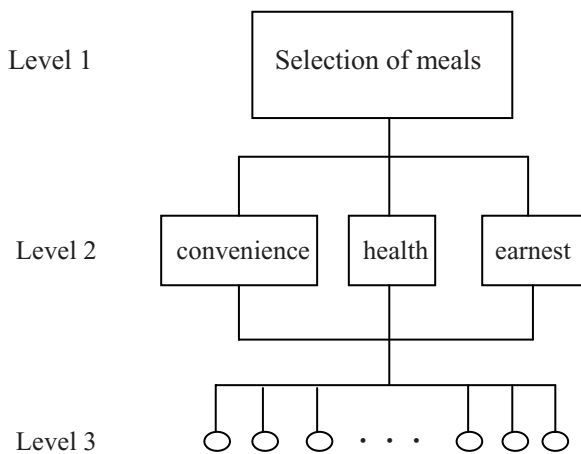 Level 1
Selection of meals
Level 2
convenience
health
earnest
Level 3
. . .